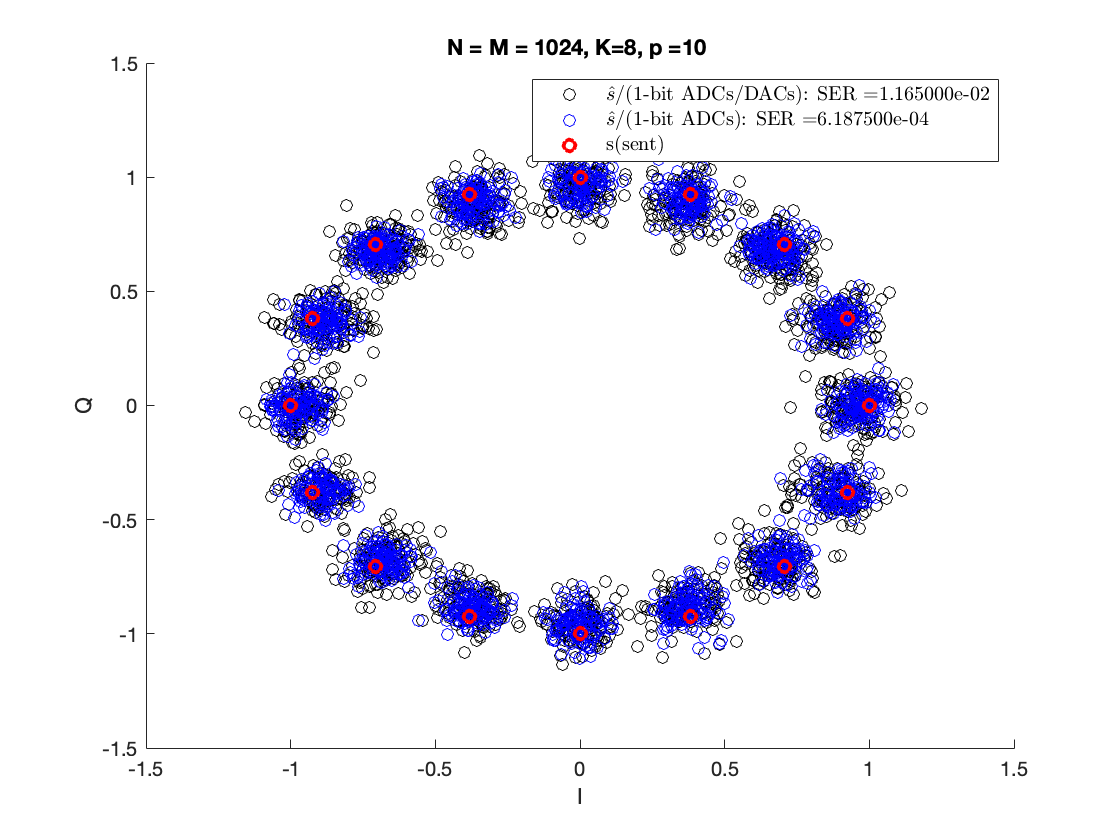 N = M = 1024, K=8, p =10
ŝ/(1-bit ADCs/DACs): SER =1.165000e-02
ŝ/(1-bit ADCs): SER =6.187500e-04
s(sent)
1.5
1
0.5
0
-0.5
-1
-1.5
Q
-1.5 -1 -0.5 0 0.5 1 1.5
I